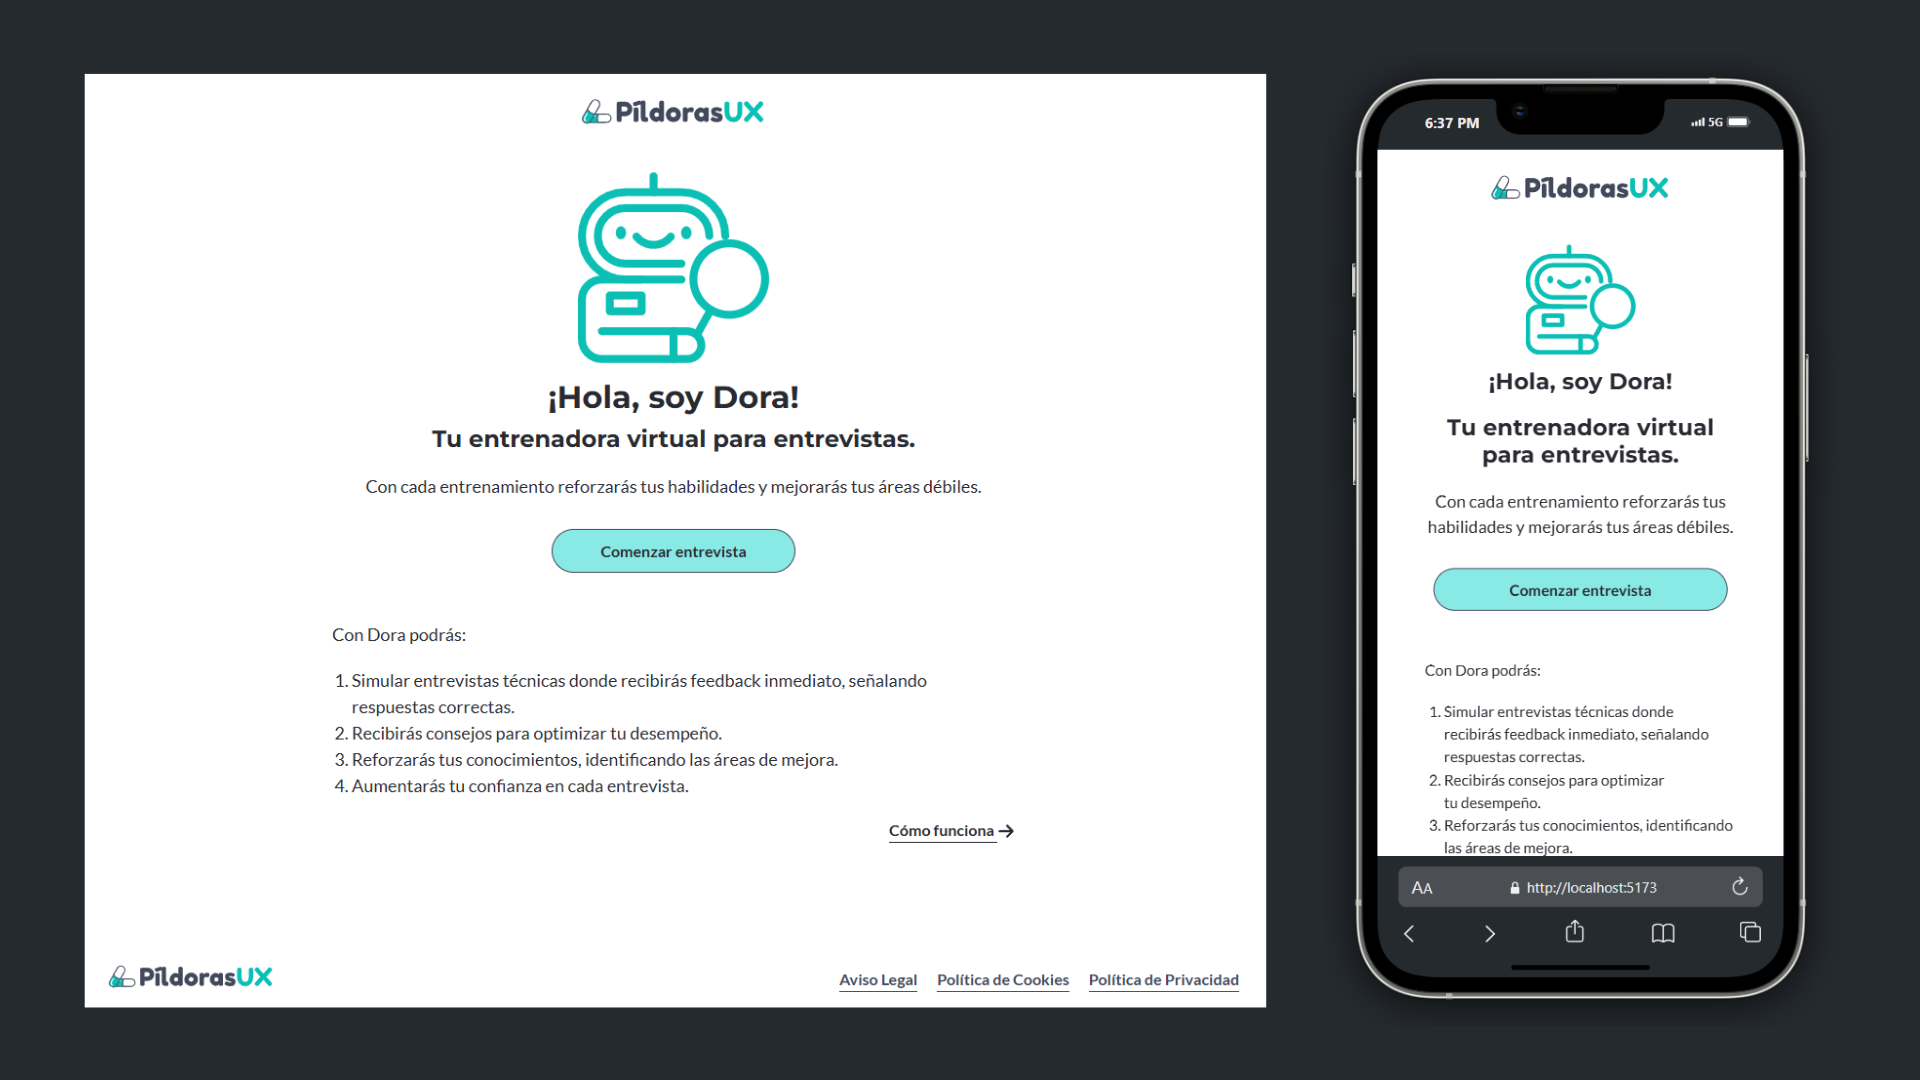 PíldorasUX
¡Hola, soy Dora!
Tu entrenadora virtual para entrevistas.
Con cada entrenamiento reforzarás tus habilidades y mejorarás tus áreas débiles.
Comenzar entrevista
Con Dora podrás:
1. Simular entrevistas técnicas donde recibirás feedback inmediato, señalando
respuestas correctas.
2. Recibirás consejos para optimizar tu desempeño.
3. Reforzarás tus conocimientos, identificando las áreas de mejora.
4. Aumentarás tu confianza en cada entrevista.
Cómo funciona
PíldorasUX
Aviso Legal Política de Cookies Política de Privacidad
6:37 PM 5G
PíldorasUX
¡Hola, soy Dora!
Tu entrenadora virtual
para entrevistas.
Con cada entrenamiento reforzarás tus
habilidades y mejorarás tus áreas débiles.
Comenzar entrevista
Con Dora podrás:
1. Simular entrevistas técnicas donde
recibirás feedback inmediato, señalando
respuestas correctas.
2. Recibirás consejos para optimizar
tu desempeño.
3. Reforzarás tus conocimientos, identificando
las áreas de mejora.
AA http://localhost:5173